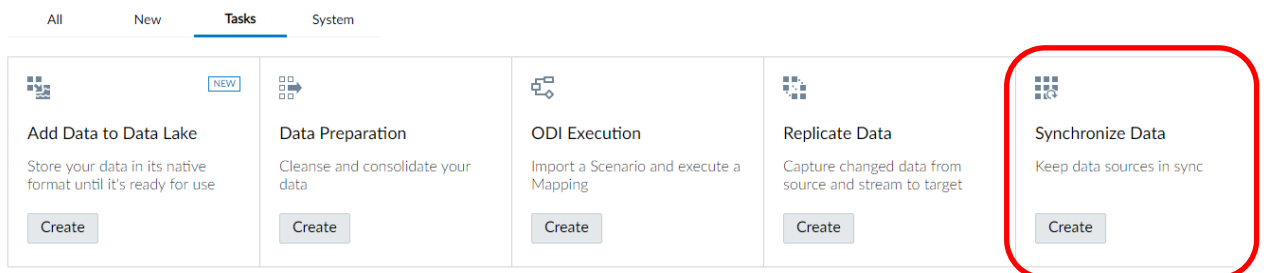 All
New
Tasks
System
NEW
Add Data to Data Lake
Store your data in its native
format until it's ready for use
Create
Data Preparation
Cleanse and consolidate your
data
Create
ODI Execution
Import a Scenario and execute a
Mapping
Create
Replicate Data
Capture changed data from
source and stream to target
Create
Synchronize Data
Keep data sources in sync
Create